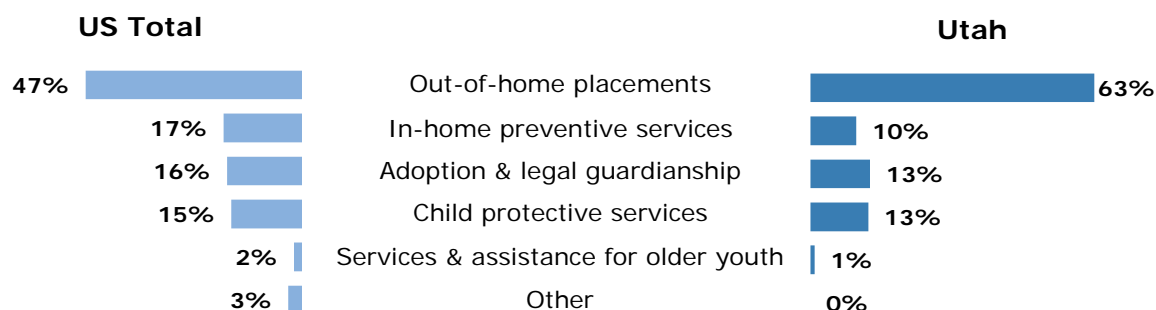 US Total Utah
47% Out-of-home placements 63%
17% In-home preventive services 10%
16% Adoption & legal guardianship 13%
15% Child protective services 13%
2% Services & assistance for older youth 1%
3% Other 0%